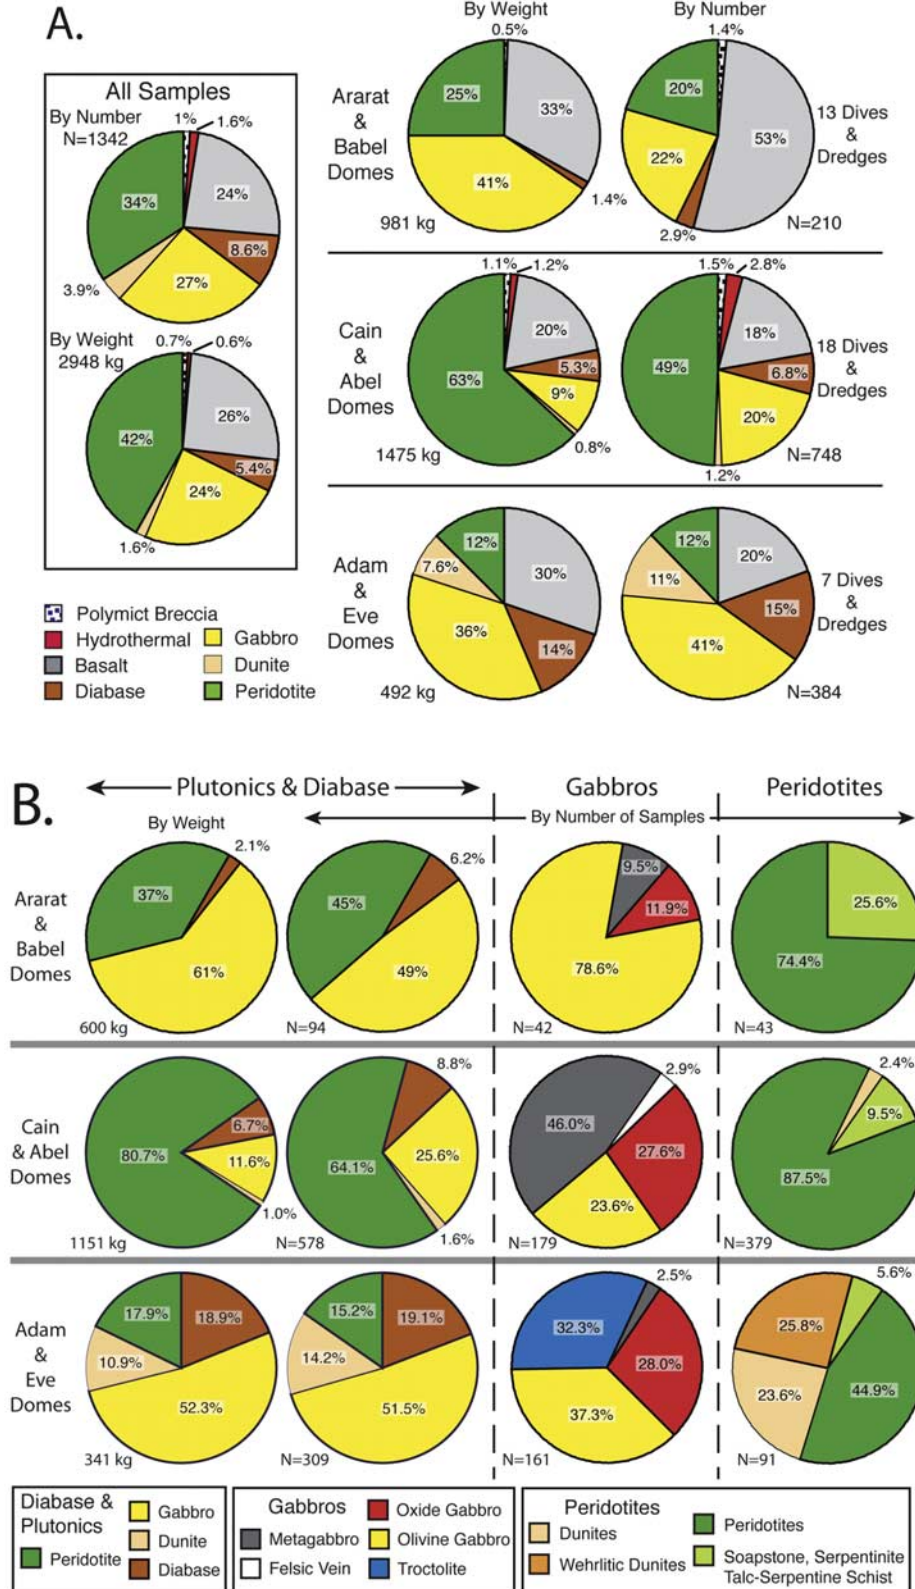 A.
By Weight
By Number
0.5%
1.4%
25%
33%
41%
1.4%
981 kg
Ararat
&
Babel
Domes
20%
53%
22%
2.9%
13 Dives
&
Dredges
N=210
All Samples
By Number
N=1342
1%
1.6%
34%
24%
8.6%
27%
3.9%
By Weight
2948 kg
0.7%
0.6%
42%
26%
5.4%
24%
1.6%
Cain
&
Abel
Domes
1.1%
1.2%
20%
5.3%
9%
63%
0.8%
1475 kg
1.5%
2.8%
18%
6.8%
49%
20%
1.2%
18 Dives
&
Dredges
N=748
Adam
&
Eve
Domes
12%
7.6%
30%
36%
14%
492 kg
12%
20%
11%
15%
41%
7 Dives
&
Dredges
N=384
Polymict Breccia
Hydrothermal
Gabbro
Basalt
Dunite
Diabase
Peridotite
B.
Plutonics & Diabase
Gabbros
Peridotites
By Weight
By Number of Samples
Ararat
&
Babel
Domes
2.1%
37%
61%
600 kg
6.2%
45%
49%
N=94
9.5%
11.9%
78.6%
N=42
25.6%
74.4%
N=43
Cain
& Abel
Domes
80.7%
6.7%
11.6%
1.0%
1151 kg
8.8%
64.1%
25.6%
1.6%
N=578
2.9%
46.0%
27.6%
23.6%
N=179
2.4%
9.5%
87.5%
N=379
Adam
&
Eve
Domes
17.9%
18.9%
10.9%
52.3%
341 kg
15.2%
19.1%
14.2%
51.5%
N=309
2.5%
32.3%
28.0%
37.3%
N=161
5.6%
25.8%
23.6%
44.9%
N=91
Diabase &
Plutonics
Peridotite
Gabbro
Dunite
Diabase
Gabbros
Metagabbro
Felsic Vein
Oxide Gabbro
Olivine Gabbro
Troctolite
Peridotites
Dunites
Wehrlitic Dunites
Peridotites
Soapstone, Serpentinite
Talc-Serpentine Schist